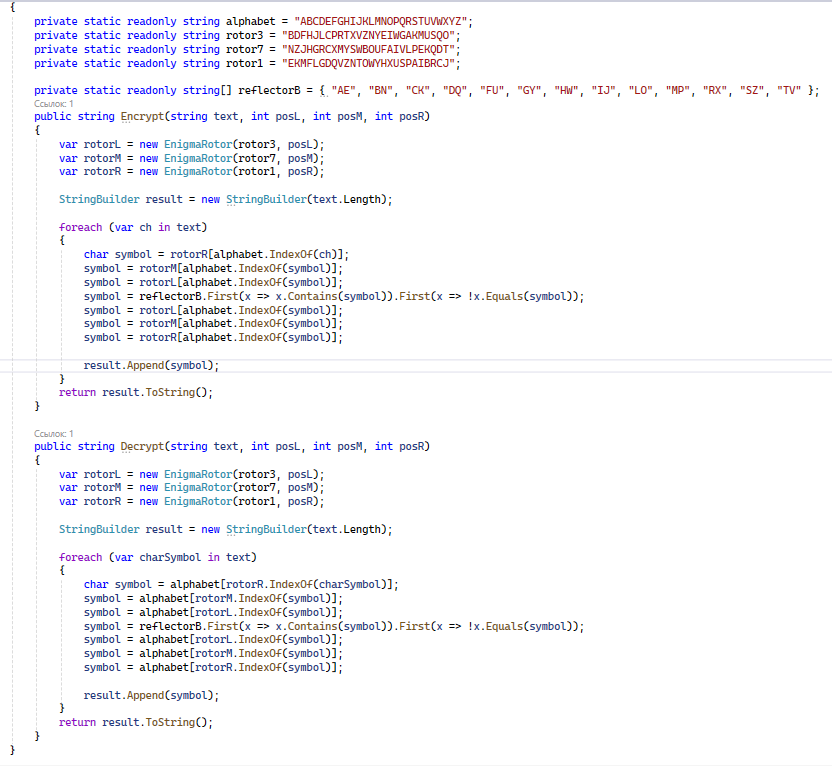 {
private static readonly string alphabet = "ABCDEFGHIJKLMNOPQRSTUVWXYZ";
private static readonly string rotor3 = "BDFHJLCPRTXVZNYEIWGAKMUSQO";
private static readonly string rotor7 = "NZJHGRCXMYSWBOUFAIVLPEKQDT";
private static readonly string rotor1 = "EKMFLGDQVZNTOWYHXUSPAIBRCJ";
private static readonly string[] reflectorB = { "AE", "BN", "CK", "DQ", "FU", "GY", "HW", "IJ", "LO", "MP", "RX", "SZ", "TV" };
Ссылок: 1
public string Encrypt(string text, int posL, int posM, int posR)
{
var rotorL = new EnigmaRotor(rotor3, posL);
var rotorM = new EnigmaRotor(rotor7, posM);
var rotorR = new EnigmaRotor(rotor1, posR);
StringBuilder result = new StringBuilder(text.Length);
foreach (var ch in text)
{
char symbol = rotorR[alphabet.IndexOf(ch)];
symbol = rotorM[alphabet.IndexOf(symbol)];
symbol = rotorL[alphabet.IndexOf(symbol)];
symbol = reflectorB.First(x => x.Contains(symbol)).First(x => !x.Equals(symbol));
symbol = rotorL[alphabet.IndexOf(symbol)];
symbol = rotorM[alphabet.IndexOf(symbol)];
symbol = rotorR[alphabet.IndexOf(symbol)];
result.Append(symbol);
}
return result.ToString();
}
Ссылок: 1
public string Decrypt(string text, int posL, int posM, int posR)
{
var rotorL = new EnigmaRotor(rotor3, posL);
var rotorM = new EnigmaRotor(rotor7, posM);
var rotorR = new EnigmaRotor(rotor1, posR);
StringBuilder result = new StringBuilder(text.Length);
foreach (var charSymbol in text)
{
char symbol = alphabet[rotorR.IndexOf(charSymbol)];
symbol = alphabet[rotorM.IndexOf(symbol)];
symbol = alphabet[rotorL.IndexOf(symbol)];
symbol = reflectorB.First(x => x.Contains(symbol)).First(x => !x.Equals(symbol));
symbol = alphabet[rotorL.IndexOf(symbol)];
symbol = alphabet[rotorM.IndexOf(symbol)];
symbol = alphabet[rotorR.IndexOf(symbol)];
result.Append(symbol);
}
return result.ToString();
}
}